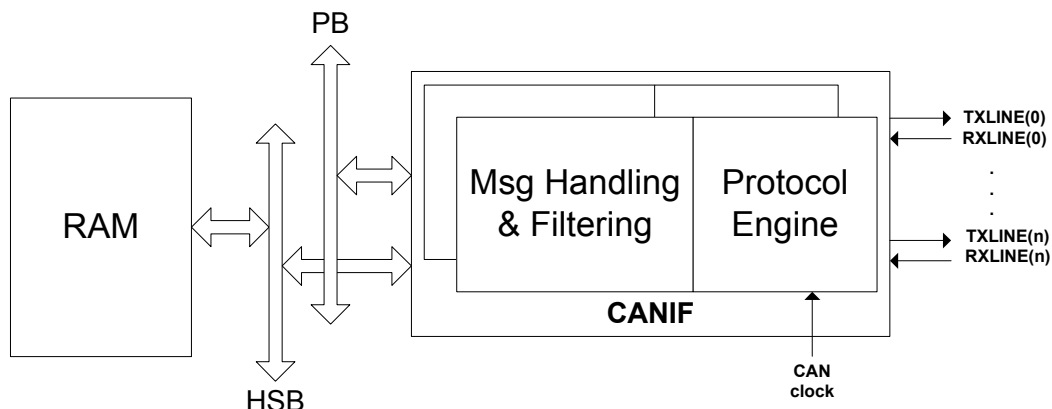 PB
RAM
HSB
Msg Handling
& Filtering
Protocol
Engine
CANIF
TXLINE(0)
RXLINE(0)
.
.
.
TXLINE(n)
RXLINE(n)
CAN
clock